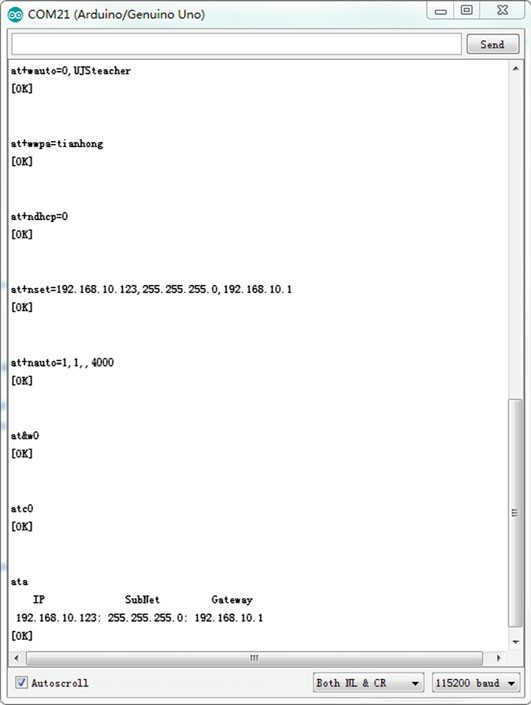 COM21 (Arduino/Genuino Uno)
Send
at+wauto=0,UJSteacher
[OK]
at+wwpa=tianhong
[OK]
at+ndhcp=0
[OK]
at+nset=192.168.10.123,255.255.255.0,192.168.10.1
[OK]
at+nauto=1,1,,4000
[OK]
at&w0
[OK]
atc0
[OK]
ata
IP SubNet Gateway
192.168.10.123: 255.255.255.0: 192.168.10.1
[OK]
Autoscroll
Both NL & CR
115200 baud